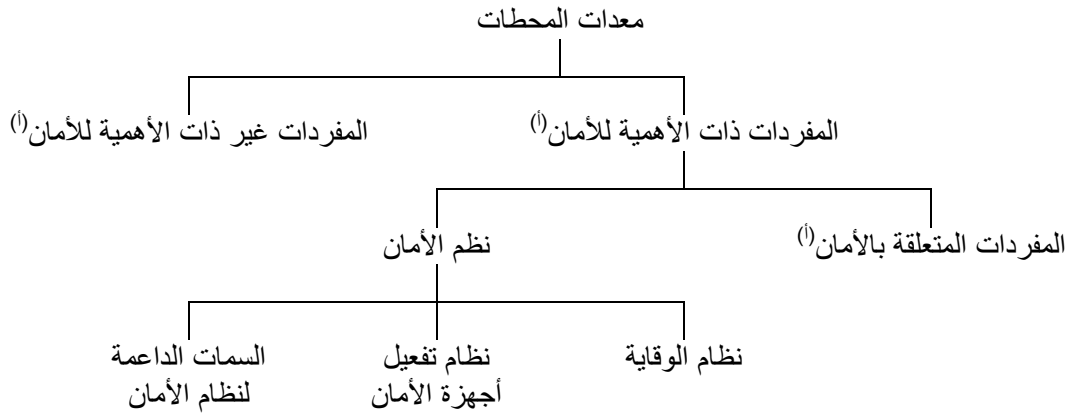 معدات المحطات
المفردات ذات الأهمية للأمان(أ)
المفردات غير ذات الأهمية للأمان(أ)
المفردات المتعلقة بالأمان(أ)
نظم الأمان
نظام الوقاية
نظام تفعيل
أجهزة الأمان
السمات الداعمة
لنظام الأمان